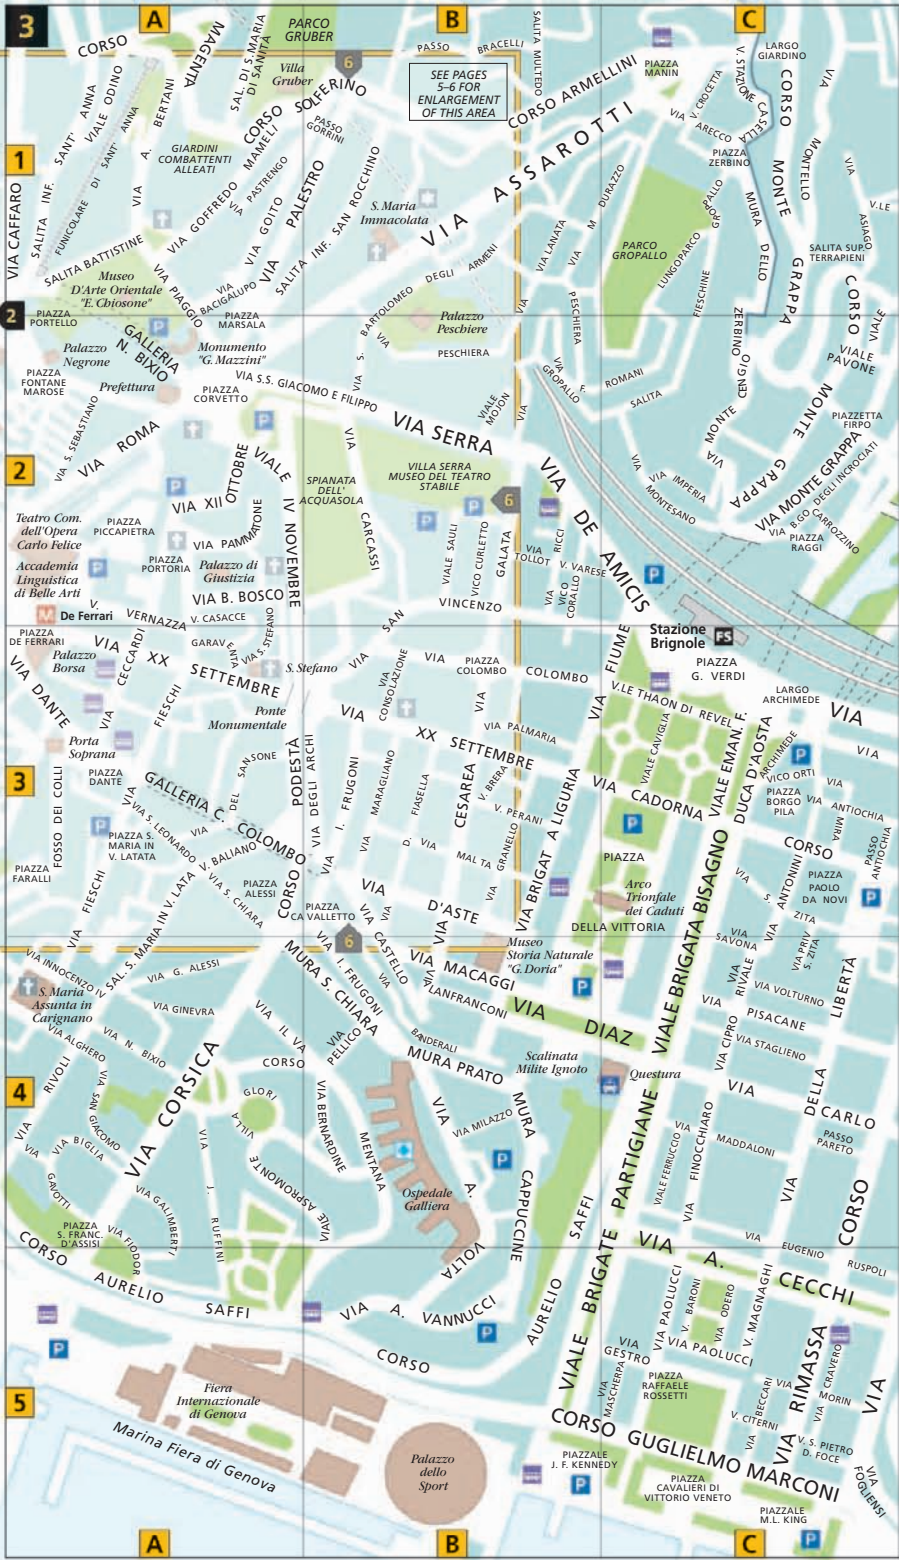 3
A
B
C
CORSO
MAGENTA
SAL. DI S. MARIA
DI SANITÀ
PARCO
GRUBER
6
PASSO
BRACELLI
SALITA MULTEDO
PIAZZA
MANIN
V. STAZIONE CASELLA
LARGO
GIARDINO
Villa
Gruber
SEE PAGES
5–6 FOR
ENLARGEMENT
OF THIS AREA
CORSO ARMELLINI
V. CROCETTA
CORSO MONTE GRAPPA
VIA
MONTELLO
SANT' ANNA
VIALE ODINO
BERTANI
CORSO SOLFERINO
PASSO
GORRINI
VIA ASSAROTTI
VIA ARECCO
PIAZZA
ZERBINO
1
SALITA INF.
FUNICOLARE DI SANT' ANNA
VIA A.
GIARDINI
COMBATTENTI
ALLEATI
VIA GOFFREDO MAMELI
VIA PASTRENGO
VIA GOITO
VIA PALESTRO
SALITA INF. SAN ROCCHINO
S. Maria
Immacolata
VIA LANATA
VIA M DURAZZO
PARCO
GROPALLO
LUNGOPARCO GROPALLO
MURA DELLO ZERBINO
VIA
ASIAGO
V.LE
VIA CAFFARO
SALITA BATTISTINE
Museo
D'Arte Orientale
"E. Chiosone"
VIA PIAGGIO
VIA BACIGALUPO
DEGLI ARMENI
VIA PESCHIERA
FIESCHINE
SALITA SUP.
TERRAPIENI
2
PIAZZA
PORTELLO
P
GALLERIA
N. BIXIO
PIAZZA
MARSALA
VIA S. BARTOLOMEO
Palazzo
Peschiere
PESCHIERA
CORSO
VIALE
VIALE
PAVONE
Palazzo
Negrone
Monumento
"G. Mazzini"
PIAZZA
FONTANE
MAROSE
Prefettura
PIAZZA
CORVETTO
VIA S.S. GIACOMO E FILIPPO
VIALE
MOJON
VIA
VIA
GROPALLO
F. ROMANI
SALITA
CENGIO
VIA MONTE
MONTE GRAPPA
PIAZZETTA
FIRPO
VIA S. SEBASTIANO
VIA ROMA
P
VIA SERRA
2
VIALE IV NOVEMBRE
SPIANATA
DELL'
ACQUASOLA
VIA CARCASSI
VILLA SERRA
MUSEO DEL TEATRO
STABILE
6
VIA DE AMICIS
VIA IMPERIA
VIA MONTESANO
VIA MONTE GRAPPA
VIA B.GO DEGLI INCROCIATI
CARROZZINO
PIAZZA
RAGGI
P
VIA XII OTTOBRE
Teatro Com.
dell'Opera
Carlo Felice
PIAZZA
PICCAPIETRA
VIA PAMMATONE
P
P
VIALE SAULI
VICO CURLETTO
GALATA
VIA
TOLLOT
RICCI
V. VARESE
VIA
VICO
CORALLO
P
Accademia
Linguistica
di Belle Arti
P
PIAZZA
PORTORIA
Palazzo di
Giustizia
VIA B. BOSCO
VIA SAN VINCENZO
De Ferrari
V. VERNAZZA
V. CASACCE
PIAZZA
DE FERRARI
GARAVENTA
VIA S. STEFANO
Stazione
Brignole
FS
Palazzo
Borsa
VIA XX SETTEMBRE
CECCARDI
S. Stefano
VIA
CONSOLAZIONE
VIA
PIAZZA
COLOMBO
COLOMBO
VIA FIUME
PIAZZA
G. VERDI
VIA DANTE
VIA
FIESCHI
Ponte
Monumentale
VIA XX SETTEMBRE
VIA
VIA PALMARIA
V.LE THAON DI REVEL
LARGO
ARCHIMEDE
VIA
Porta
Soprana
SANSONE
PODESTÀ
VIA DEGLI ARCHI
VIA I. FRUGONI
MARAGLIANO
FIASELLA
CESAREA
V. BRERA
VIALE CAVIGLIA
VIALE EMAN. F.
DUCA D'AOSTA
ARCHIMEDE
P
VIA
3
PIAZZA
DANTE
GALLERIA C. COLOMBO
DEL
VIA CADORNA
VICO ORTI
VIA
FOSSO DEI COLLI
VIA
VIA S. LEONARDO
VIA
V. PERANI
P
PIAZZA
BORGO
PILA
VIA ANTIOCHIA
MIRA
PASSO
ANTIOCHIA
P
PIAZZA S.
MARIA IN
V. LATATA
V. BALIANO
D. VIA
MAL TA
GRANELLO
VIA
VIA BRIGAT A LIGURIA
PIAZZA
CORSO
PIAZZA
FARALLI
VIA FIESCHI
SAL. S. MARIA IN V. LATA
VIA S. CHIARA
PIAZZA
ALESSI
CORSO
PIAZZA
CA VALLETTO
VIA
D'ASTE
VIA
Arco
Trionfale
dei Caduti
DELLA VITTORIA
VIA S. ANTONINI
PIAZZA
PAOLO
DA NOVI
P
ZITA
6
VIA
CASTELLO
Museo
Storia Naturale
"G. Doria"
VIALE BRIGATA BISAGNO
VIA
SAVONA
VIA PRIV
S. ZITA
VIA INNOCENZO IV
VIA G. ALESSI
MURA S. CHIARA
VIA I. FRUGONI
VIA MACAGGI
P
VIA RIVALE
VIA VOLTURNO
LIBERTÀ
S. Maria
Assunta in
Carignano
VIA GINEVRA
VIA IL VA
LANFRANCONI
VIA DIAZ
VIA
PISACANE
VIA ALGHERO
VIA N. BIXIO
VIA
PELLICO
BANDERALI
VIA CIPRO
VIA STAGLIENO
RIVOLI
VIA CORSICA
CORSO
MURA PRATO
Scalinata
Milite Ignoto
Questura
VIA
4
VIA SAN GIACOMO
GLORI
VILLA
VIA BERNARDINE
MENTANA
VIA A. VOLTA
VIA MILAZZO
MURA CAPPUCCINE
DELLA
CARLO
PASSO
PARETO
VIA
VIA
VIA BIGLIA
VIA J. RUFFINI
VIALE ASPROMONTE
P
VIALE BRIGATE PARTIGIANE
VIALE FERRUCCIO
VIA FINOCCHIARO
MADDALONI
GAVOTTI
VIA GALIMBERTI
Ospedale
Galliera
SAFFI
VIA
CORSO
PIAZZA
S. FRANC.
D'ASSISI
VIA FIODOR
VIA A. CECCHI
VIA EUGENIO
RUSPOLI
CORSO AURELIO SAFFI
VIA A. VANNUCCI
AURELIO
VIA PAOLUCCI
V. BARONI
VIA ODERO
V. MAGNAGHI
P
P
CORSO
VIA
GESTRO
VIA PAOLUCCI
VIA RIMASSA
CRAVERO
5
Fiera
Internazionale
di Genova
VIA
MASCHERPA
PIAZZA
RAFFAELE
ROSSETTI
BECCARI
VIA
MORIN
VIA
Marina Fiera di Genova
CORSO GUGLIELMO MARCONI
V. CITERNI
VIA
V. S. PIETRO
D. FOCE
Palazzo
dello
Sport
PIAZZALE
J. F. KENNEDY
P
PIAZZA
CAVALIERI DI
VITTORIO VENETO
VIA
FOGLIENSI
PIAZZALE
M.L. KING
P
A
B
C